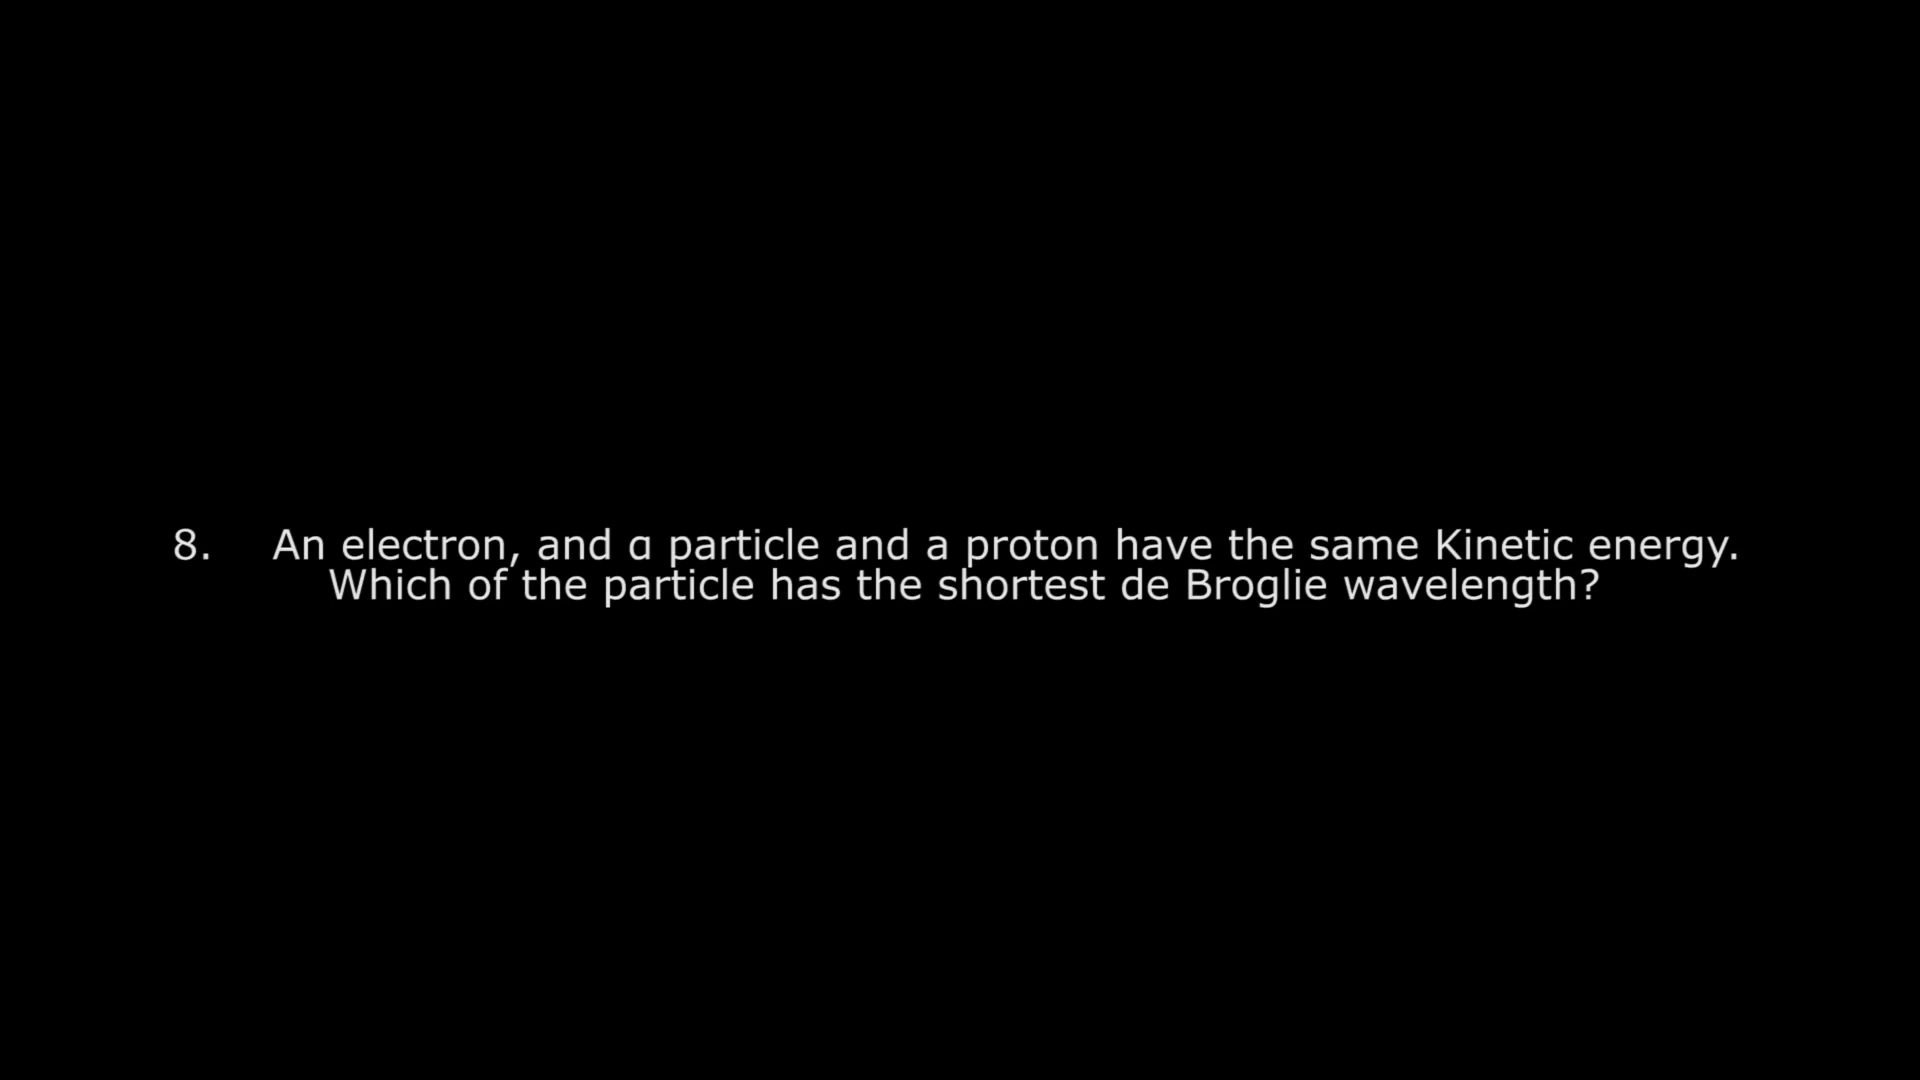 8. An electron, and α particle and a proton have the same Kinetic energy.
Which of the particle has the shortest de Broglie wavelength?